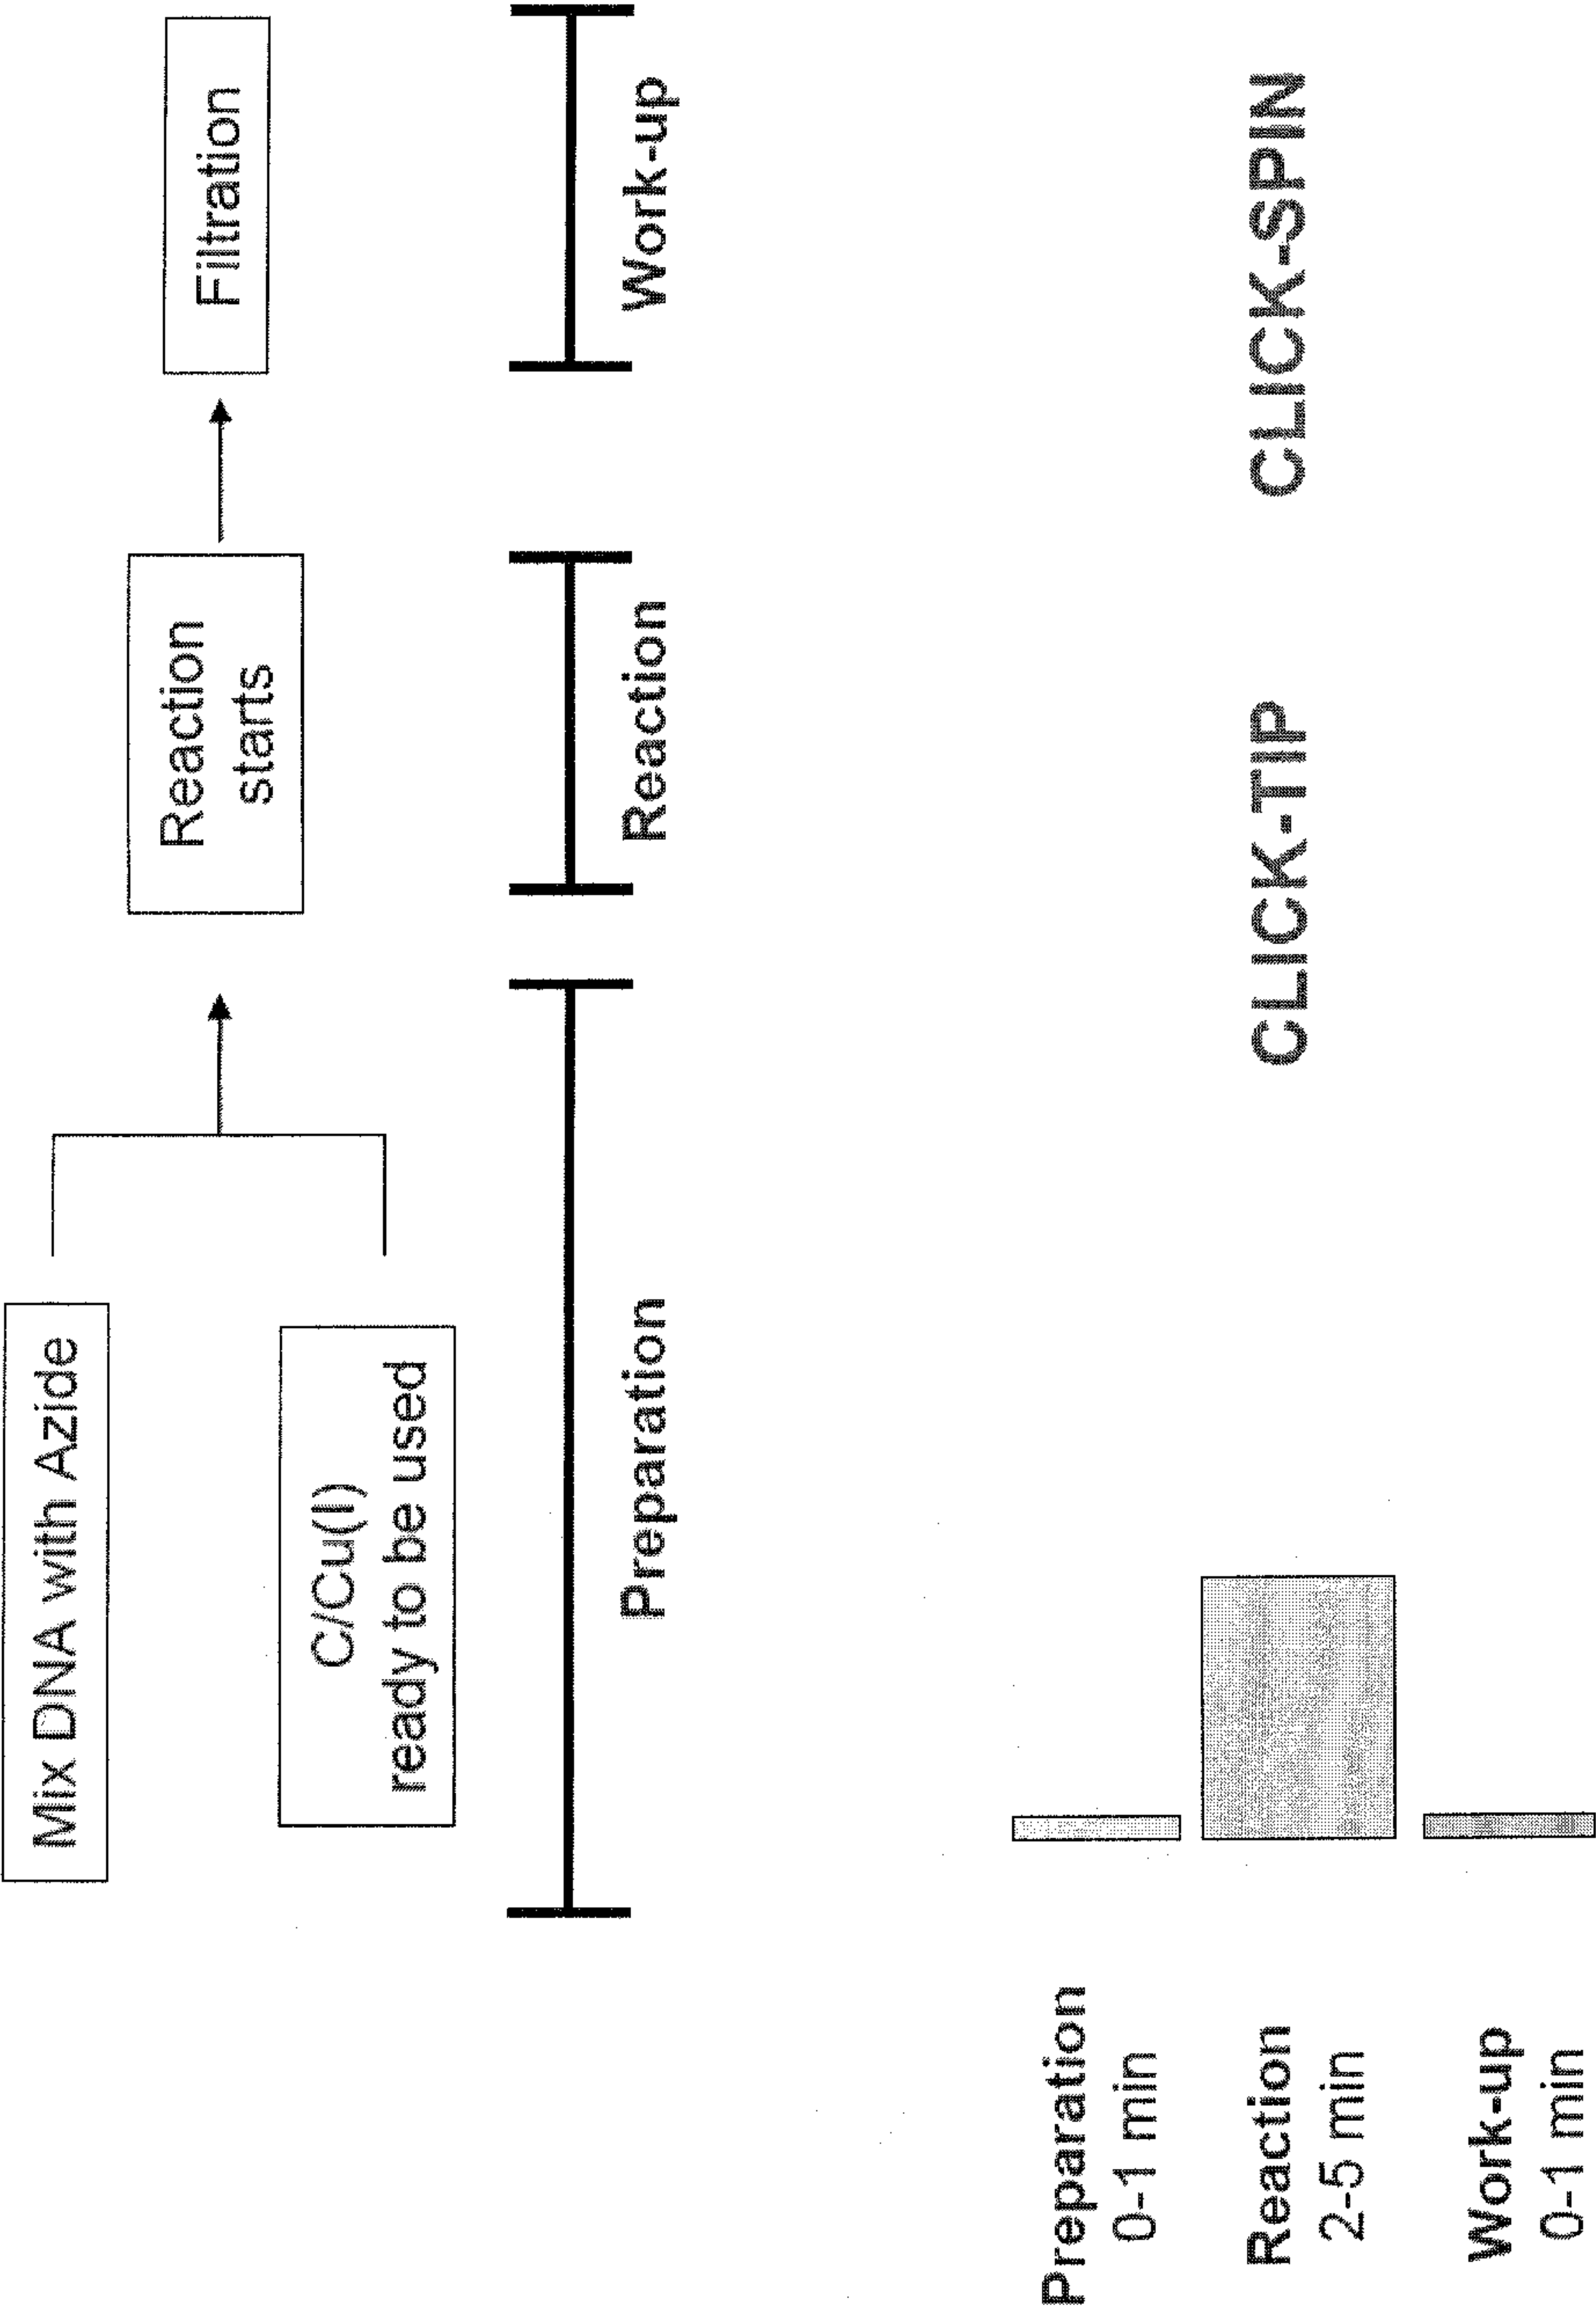 Mix DNA with Azide
C/Cu(I)
ready to be used
Reaction
starts
Filtration
Preparation
Reaction
Work-up
Preparation
0-1 min
Reaction
2-5 min
Work-up
0-1 min
CLICK-TIP
CLICK-SPIN